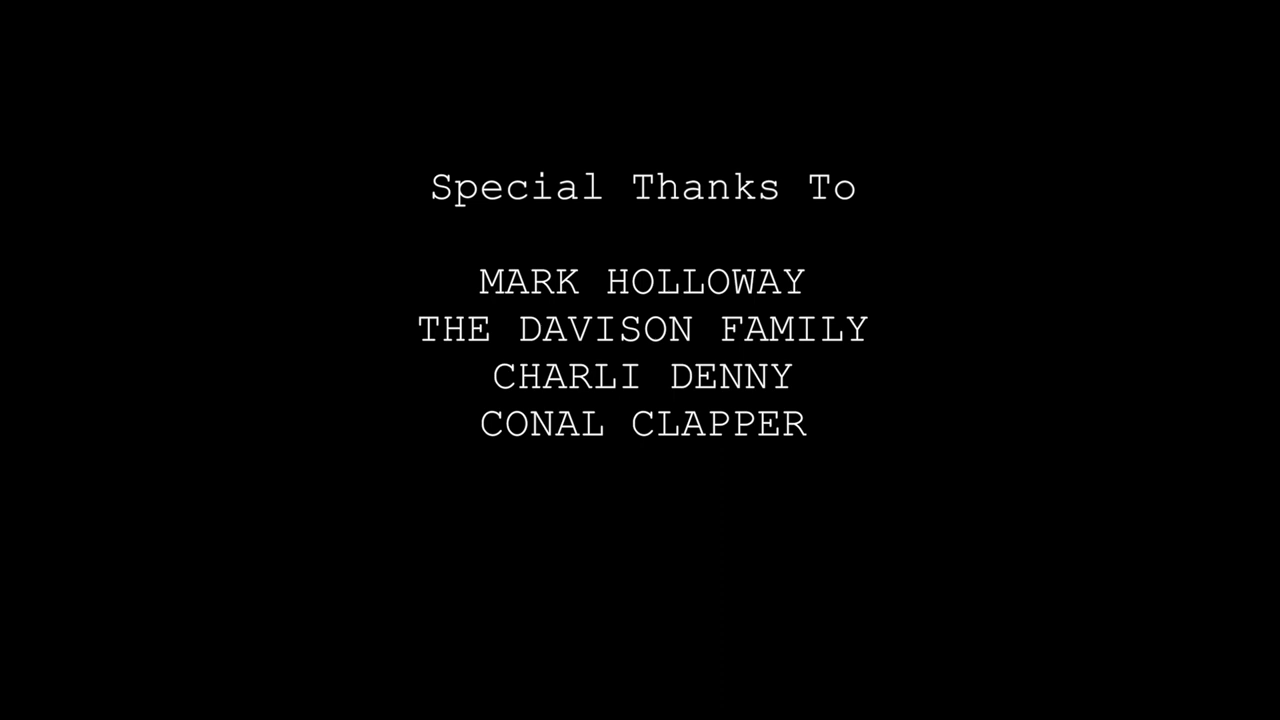 Special Thanks To
MARK HOLLOWAY
THE DAVISON FAMILY
CHARLI DENNY
CONAL CLAPPER